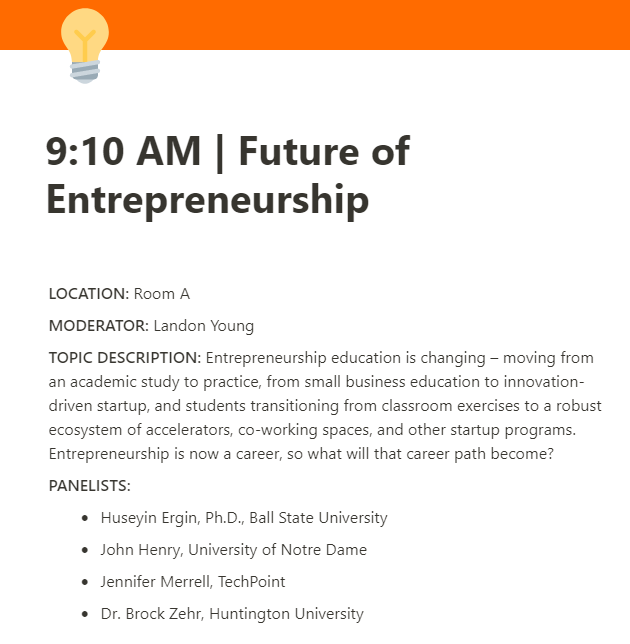 9:10 AM | Future of
Entrepreneurship
LOCATION: Room A
MODERATOR: Landon Young
TOPIC DESCRIPTION: Entrepreneurship education is changing – moving from
an academic study to practice, from small business education to innovation-
driven startup, and students transitioning from classroom exercises to a robust
ecosystem of accelerators, co-working spaces, and other startup programs.
Entrepreneurship is now a career, so what will that career path become?
PANELISTS:
• Huseyin Ergin, Ph.D., Ball State University
• John Henry, University of Notre Dame
• Jennifer Merrell, TechPoint
• Dr. Brock Zehr, Huntington University